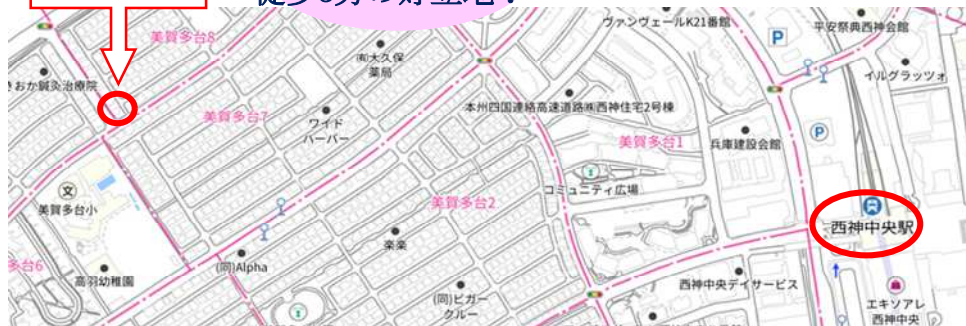 徒歩5分の好立地！
ヴァンヴェールK21番館
平安祭典西神会館
美賀多台8
㈲大久保
薬局
イルグラッツォ
おか鍼灸治療院
本州四国連絡高速道路㈱西神住宅2号棟
美賀多台7
ワイド
ハーバー
美賀多台1
兵庫建設会館
P
P
文
美賀多台小
コミュニティ広場
美賀多台2
西神中央駅
楽楽
多台6
高羽幼稚園
(同)Alpha
西神中央デイサービス
(同)ビガー
クルー
エキソアレ
西神中央